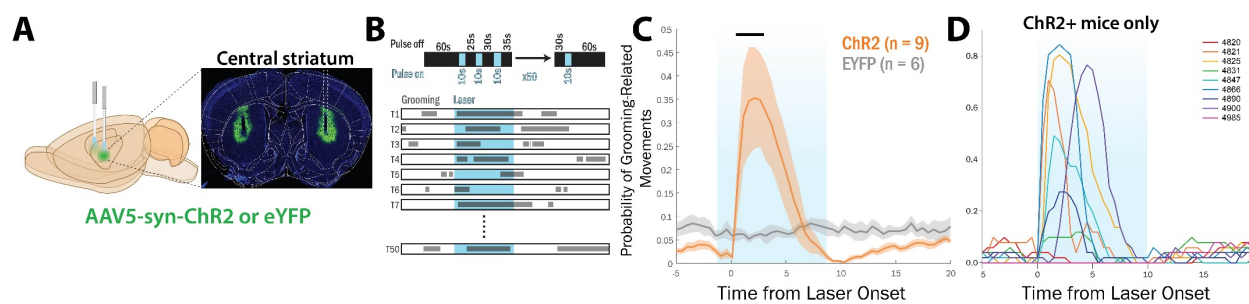 A
Central striatum
AAV5-syn-ChR2 or eYFP
B
Pulse off
60s
25s
30s
35s
30s
60s
Pulse on
10s
10s
10s
x50
10s
Grooming
Laser
T1
T2
T3
T4
T5
T6
T7
T50
C
Probability of Grooming-Related
Movements
0.5
0.45
0.4
0.35
0.3
0.25
0.2
0.15
0.1
0.05
0
-5
0
5
10
15
20
ChR2 (n = 9)
EYFP (n = 6)
Time from Laser Onset
D
ChR2+ mice only
0.8
0.6
0.4
0.2
0.0
5
0
5
10
15
Time from Laser Onset
4820
4821
4825
4831
4847
4866
4890
4900
4985